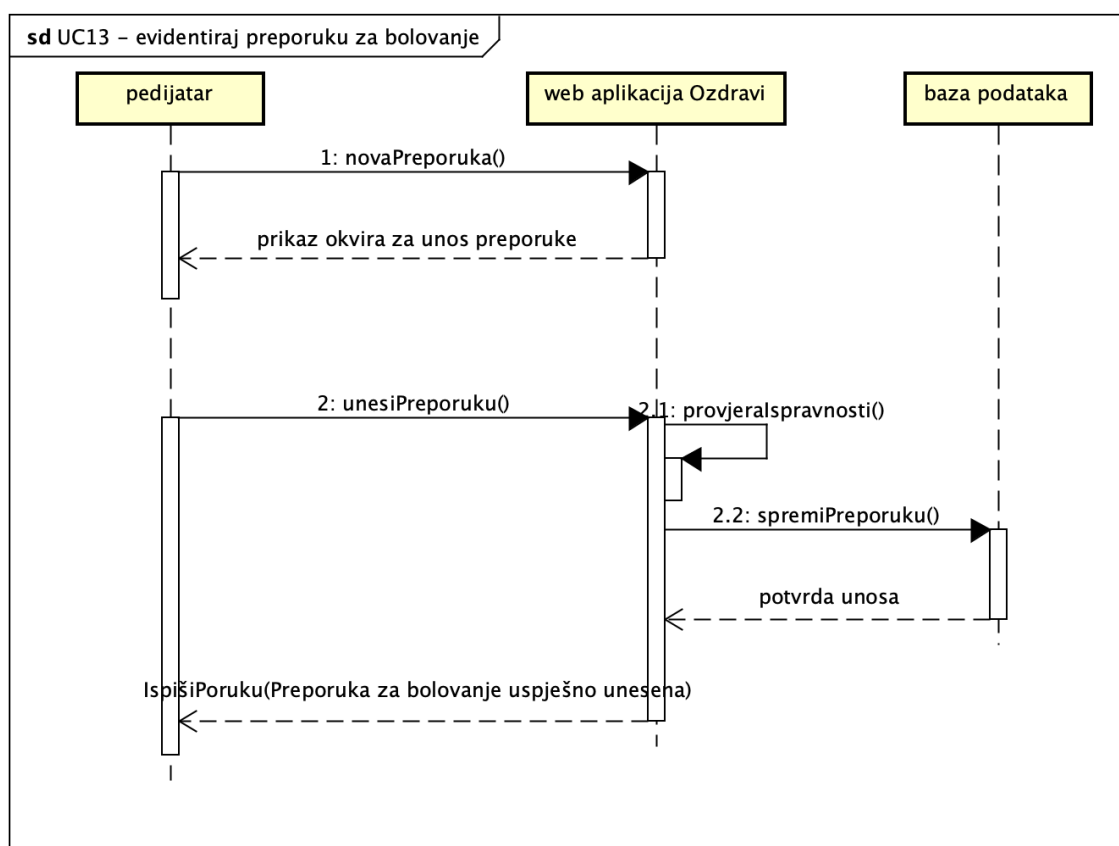 sd UC13 – evidentiraj preporuku za bolovanje
pedijatar
web aplikacija Ozdravi
baza podataka
1: novaPreporuka()
prikaz okvira za unos preporuke
2: unesiPreporuku()
2.1: provjeraIspravnosti()
2.2: spremiPreporuku()
potvrda unosa
IspišiPoruku(Preporuka za bolovanje uspješno unesena)